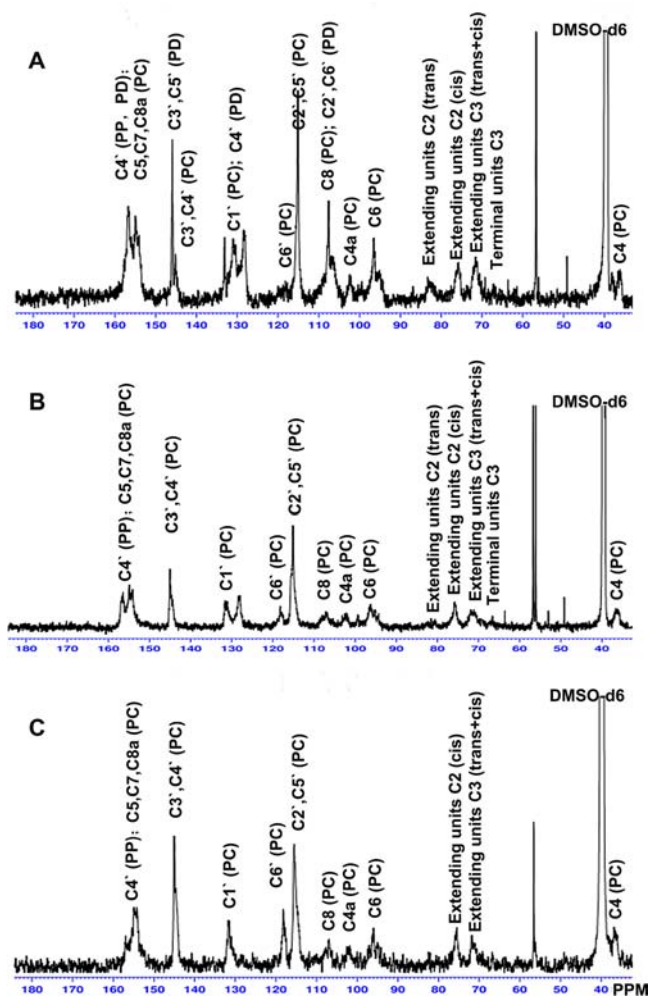 A
C4` (PP, PD);
C5,C7,C8a (PC)
C3`,C5` (PD)
C3`,C4` (PC)
C1` (PC); C4` (PD)
C6` (PC)
C2`,C5` (PC)
C8 (PC); C2`,C6` (PD)
C4a (PC)
C6 (PC)
Extending units C2 (trans)
Extending units C2 (cis)
Extending units C3 (trans+cis)
Terminal units C3
DMSO-d6
C4 (PC)
180 170 160 150 140 130 120 110 100 90 80 70 60 50 40
B
C4` (PP); C5,C7,C8a (PC)
C3`,C4` (PC)
C1` (PC)
C6` (PC)
C2`,C5` (PC)
C8 (PC)
C4a (PC)
C6 (PC)
Extending units C2 (trans)
Extending units C2 (cis)
Extending units C3 (trans+cis)
Terminal units C3
DMSO-d6
C4 (PC)
180 170 160 150 140 130 120 110 100 90 80 70 60 50 40
C
C4` (PP); C5,C7,C8a (PC)
C3`,C4` (PC)
C1` (PC)
C6` (PC)
C2`,C5` (PC)
C8 (PC)
C4a (PC)
C6 (PC)
Extending units C2 (cis)
Extending units C3 (trans+cis)
DMSO-d6
C4 (PC)
180 170 160 150 140 130 120 110 100 90 80 70 60 50 40 PPM